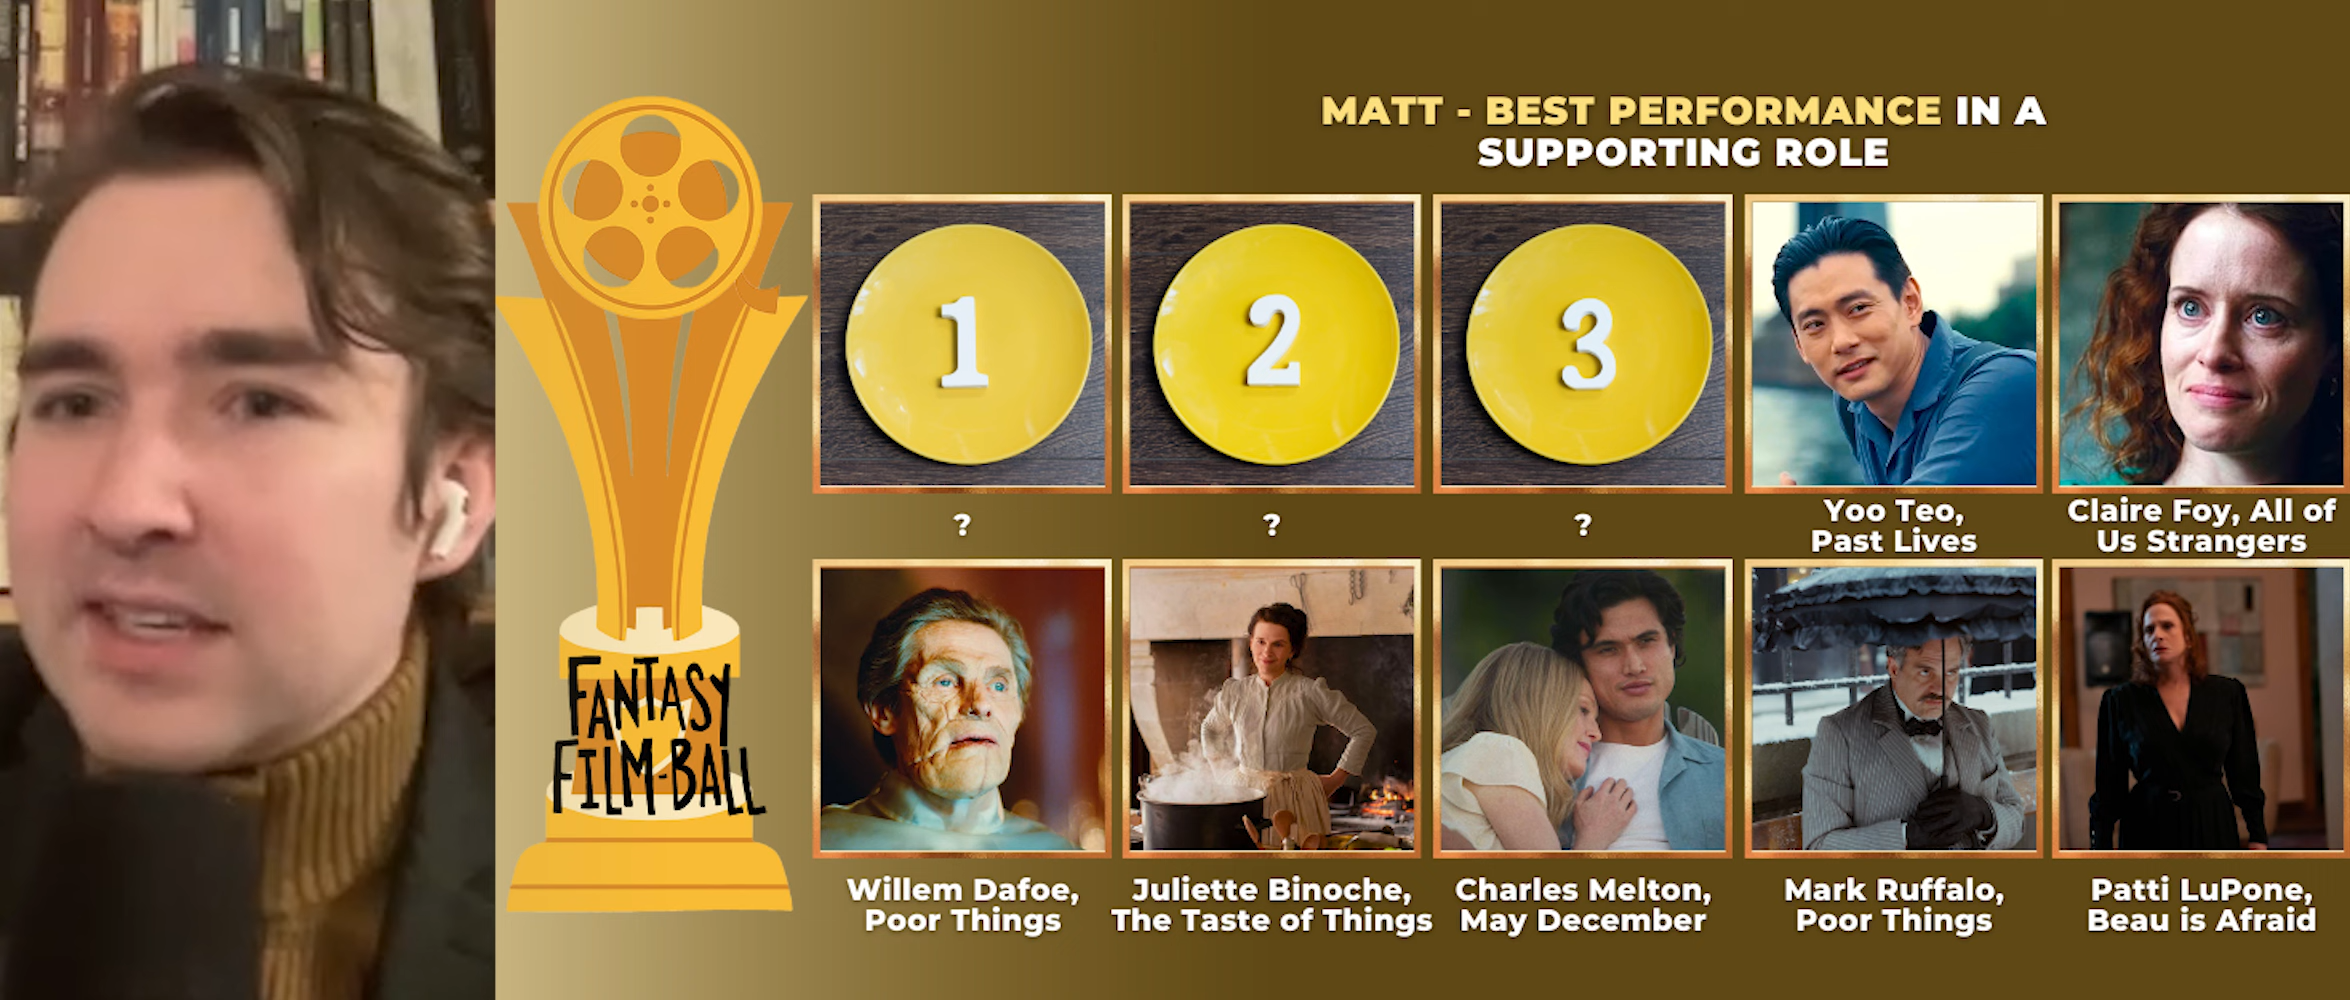 MATT - BEST PERFORMANCE IN A
SUPPORTING ROLE
1
2
3
?
?
?
Yoo Teo,
Past Lives
Claire Foy, All of
Us Strangers
FANTASY
FILM-BALL
Willem Dafoe,
Poor Things
Juliette Binoche,
The Taste of Things
Charles Melton,
May December
Mark Ruffalo,
Poor Things
Patti LuPone,
Beau is Afraid